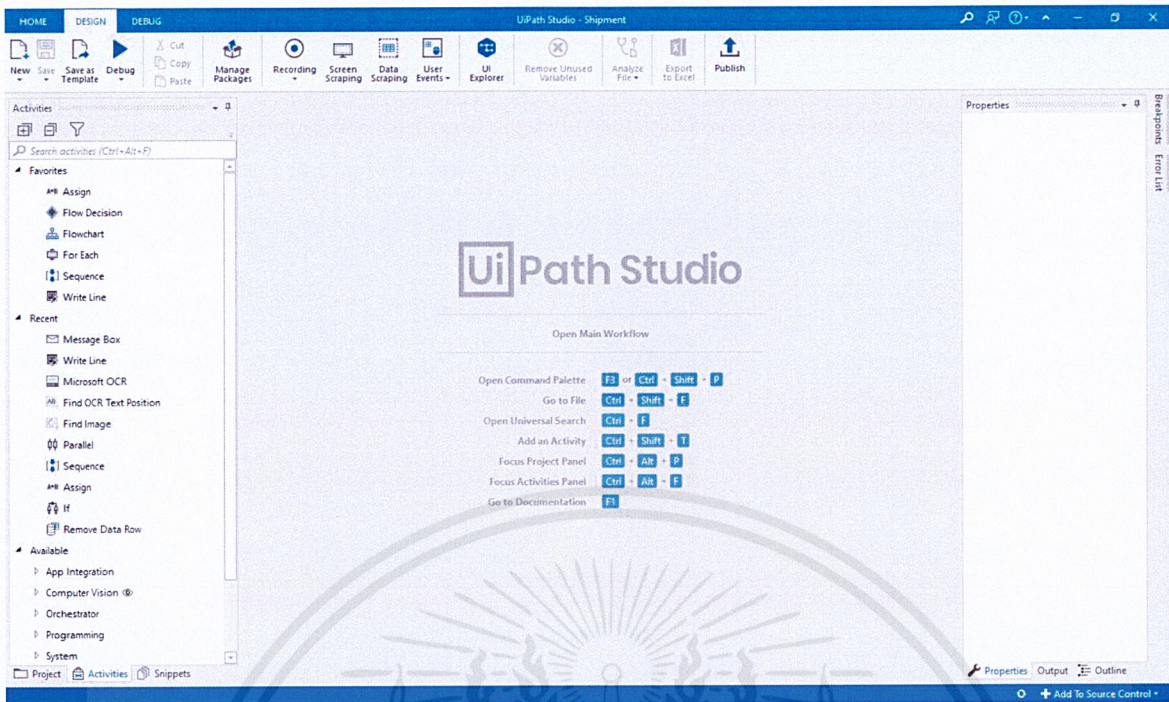 HOME DESIGN DEBUG UiPath Studio - Shipment
New Save Save as Template Debug Cut Copy Paste Manage Packages Recording Screen Scraping Data Scraping User Events UI Explorer Remove Unused Variables Analyze File Export to Excel Publish
Activities
Search activities (Ctrl+Alt+F)
Favorites
A*B Assign
Flow Decision
Flowchart
For Each
Sequence
Write Line
Recent
Message Box
Write Line
Microsoft OCR
Find OCR Text Position
Find Image
Parallel
Sequence
A*B Assign
If
Remove Data Row
Available
App Integration
Computer Vision
Orchestrator
Programming
System
Project Activities Snippets
UiPath Studio
Open Main Workflow
Open Command Palette F3 or Ctrl + Shift + P
Go to File Ctrl + Shift + F
Open Universal Search Ctrl + F
Add an Activity Ctrl + Shift + T
Focus Project Panel Ctrl + Alt + P
Focus Activities Panel Ctrl + Alt + F
Go to Documentation F1
Properties
Breakpoints
Error List
Properties Output Outline
Add To Source Control